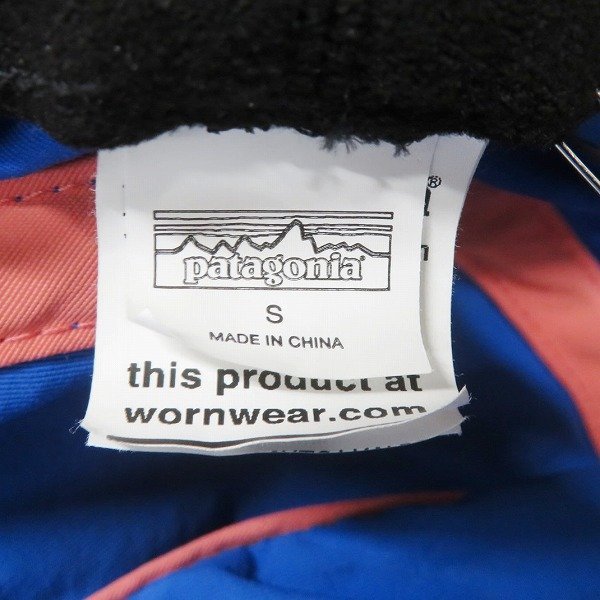 patagonia
S
MADE IN CHINA
this product at
wornwear.com